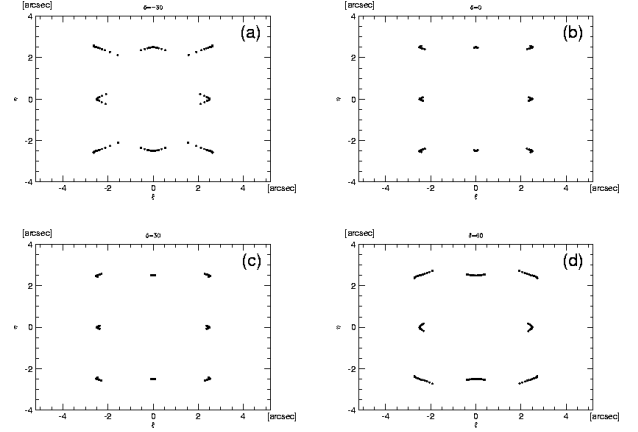 [arcsec] δ=-30
(a)
4
2
η 0
-2
-4
-4 -2 0 2 4 [arcsec]
ξ
[arcsec] δ=0
(b)
4
2
η 0
-2
-4
-4 -2 0 2 4 [arcsec]
ξ
[arcsec] δ=30
(c)
4
2
η 0
-2
-4
-4 -2 0 2 4 [arcsec]
ξ
[arcsec] δ=60
(d)
4
2
η 0
-2
-4
-4 -2 0 2 4 [arcsec]
ξ